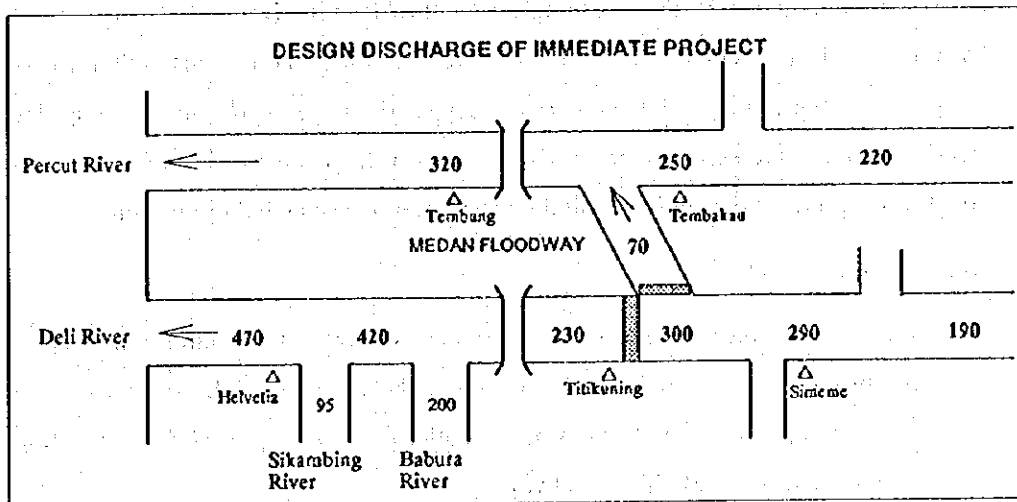 DESIGN DISCHARGE OF IMMEDIATE PROJECT
Percut River
320
250
220
Tembung
Tembakau
MEDAN FLOODWAY
70
Deli River
470
420
230
300
290
190
Helvetia
95
200
Titikuning
Simeme
Sikambing
River
Babura
River